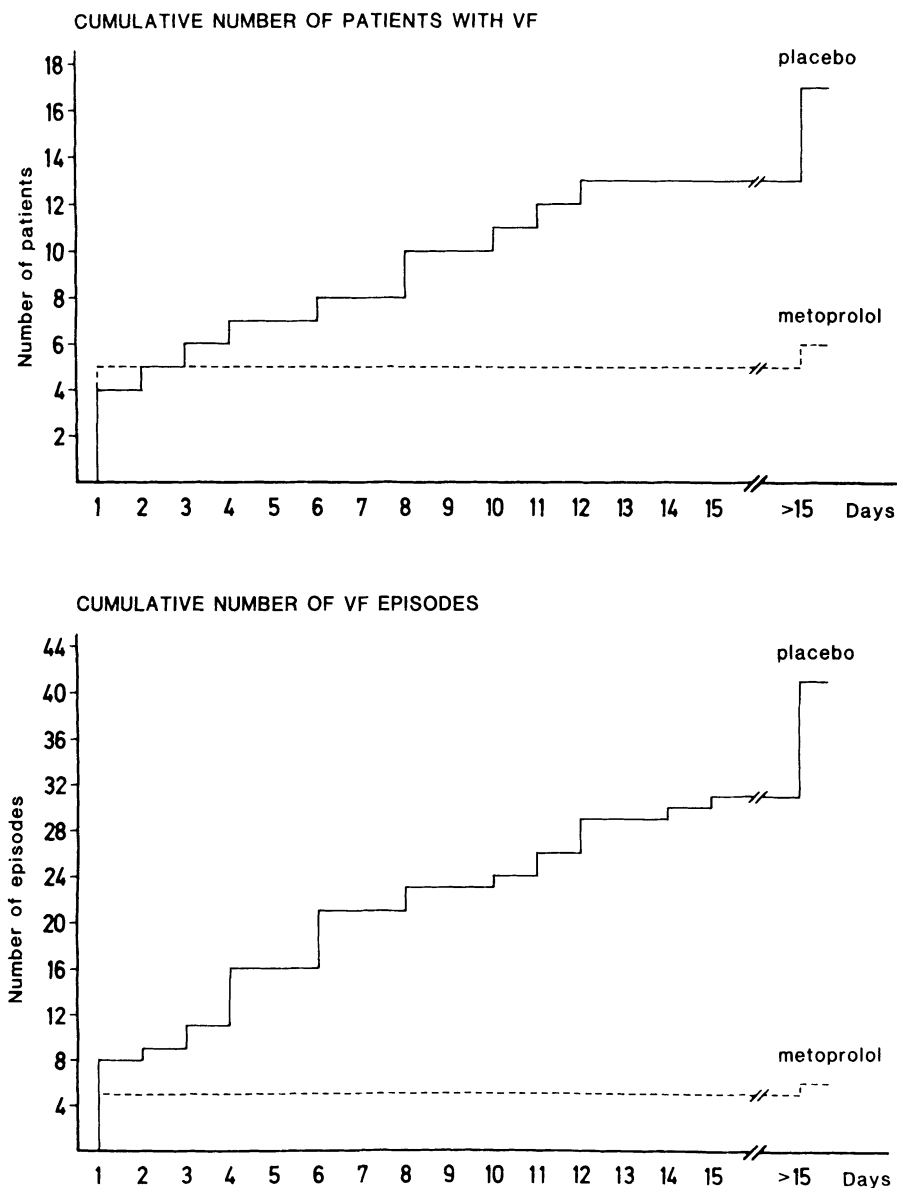 CUMULATIVE NUMBER OF PATIENTS WITH VF
placebo
18
16
14
12
10
8
6
4
2
Number of patients
metoprolol
1 2 3 4 5 6 7 8 9 10 11 12 13 14 15 >15 Days
CUMULATIVE NUMBER OF VF EPISODES
placebo
44
40
36
32
28
24
20
16
12
8
4
Number of episodes
metoprolol
1 2 3 4 5 6 7 8 9 10 11 12 13 14 15 >15 Days